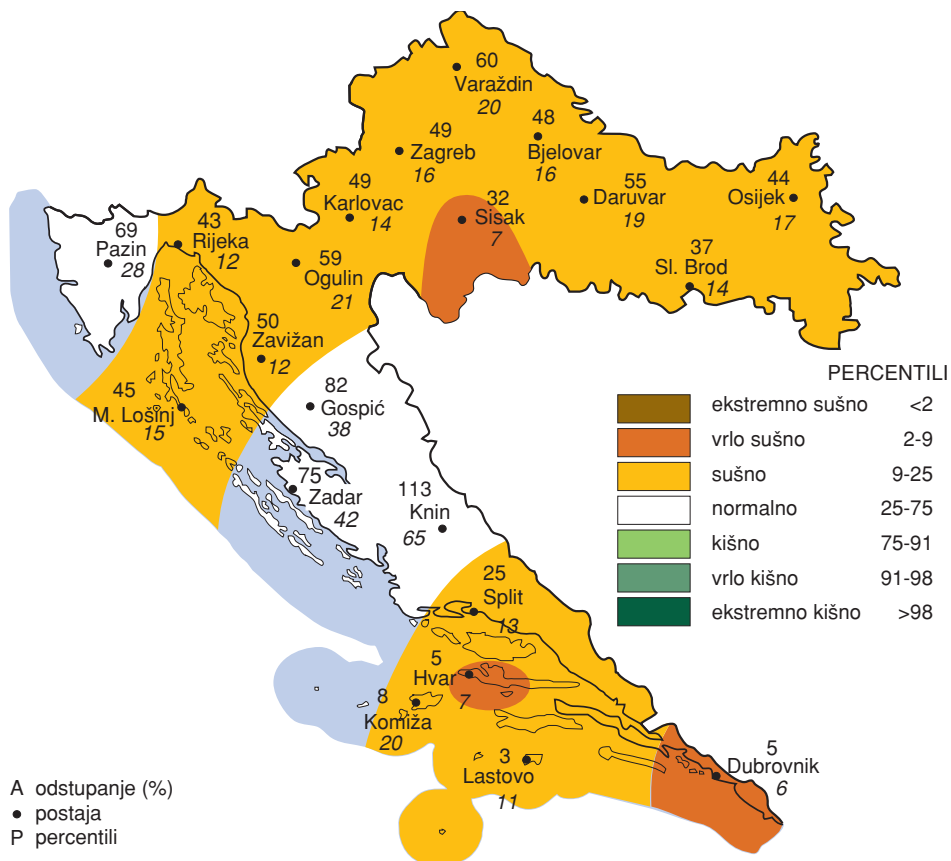 60
Varaždin
20
49
Zagreb
16
48
Bjelovar
16
49
Karlovac
14
32
Sisak
7
55
Daruvar
19
44
Osijek
17
37
Sl. Brod
14
69
Pazin
28
43
Rijeka
12
59
Ogulin
21
50
Zavižan
12
45
M. Lošinj
15
82
Gospić
38
75
Zadar
42
113
Knin
65
25
Split
13
5
Hvar
7
8
Komiža
20
3
Lastovo
11
5
Dubrovnik
6
PERCENTILI
ekstremno sušno <2
vrlo sušno 2-9
sušno 9-25
normalno 25-75
kišno 75-91
vrlo kišno 91-98
ekstremno kišno >98
A odstupanje (%)
● postaja
P percentili